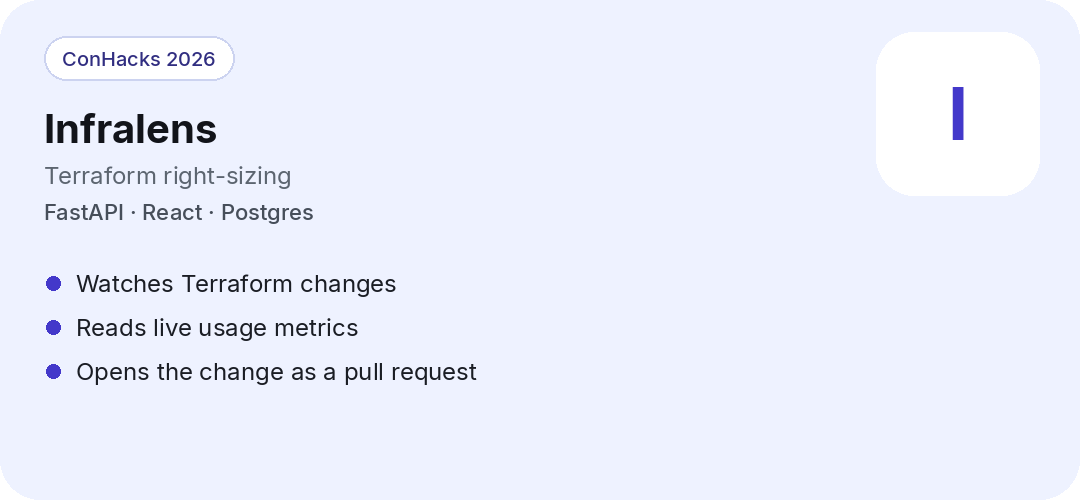 ConHacks 2026
Infralens
Terraform right-sizing
FastAPI · React · Postgres
Watches Terraform changes
Reads live usage metrics
Opens the change as a pull request
I